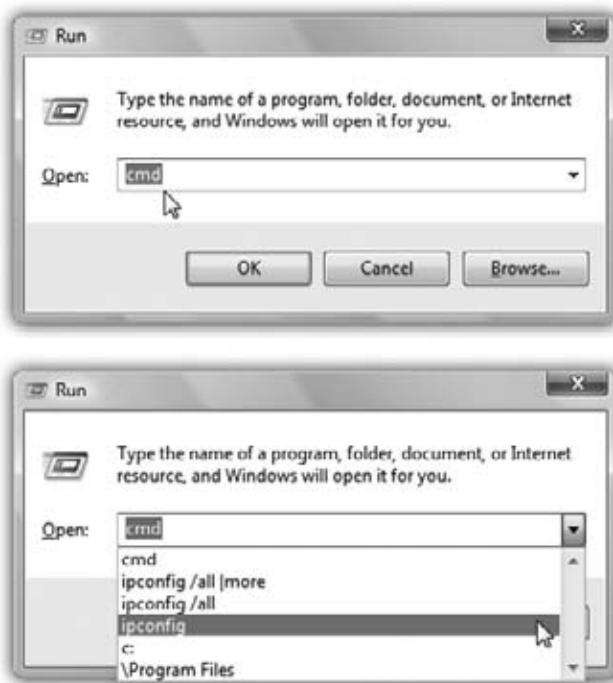 Run
Type the name of a program, folder, document, or Internet
resource, and Windows will open it for you.
Open: cmd
OK Cancel Browse...
Run
Type the name of a program, folder, document, or Internet
resource, and Windows will open it for you.
Open: cmd
cmd
ipconfig /all |more
ipconfig /all
ipconfig
c:
\Program Files